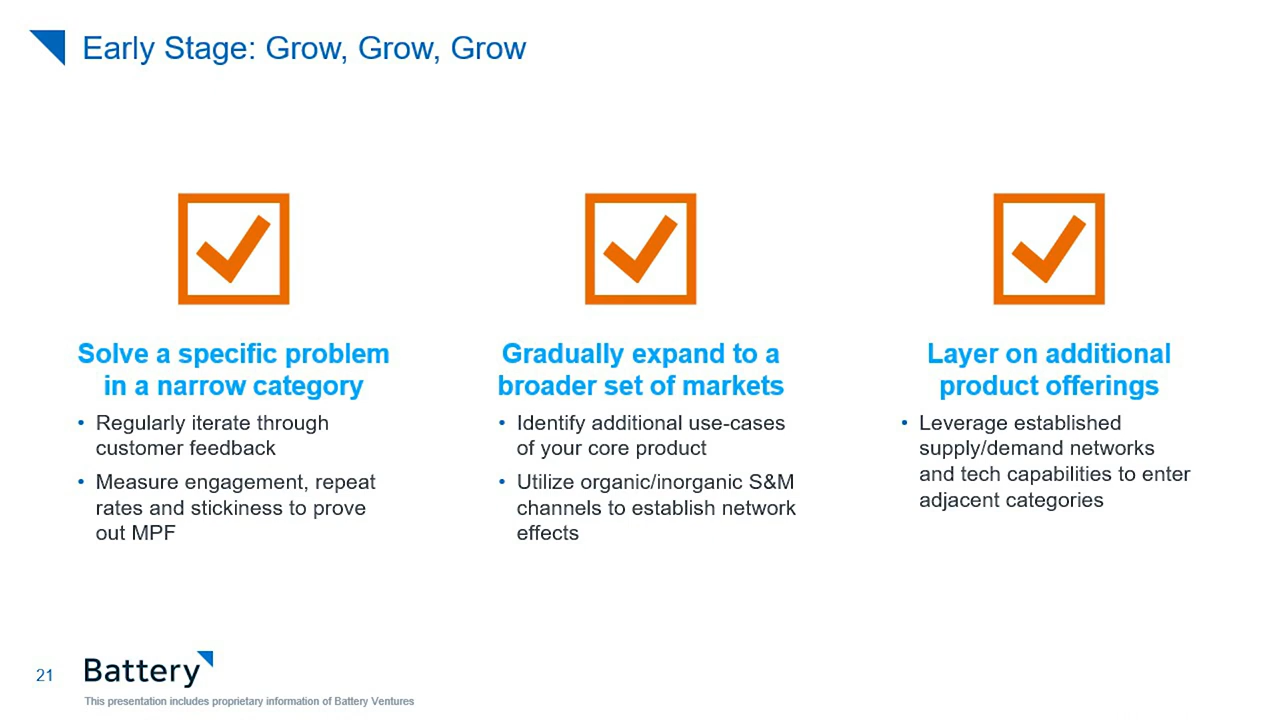 Early Stage: Grow, Grow, Grow
Solve a specific problem
in a narrow category
• Regularly iterate through
customer feedback
• Measure engagement, repeat
rates and stickiness to prove
out MPF
Gradually expand to a
broader set of markets
• Identify additional use-cases
of your core product
• Utilize organic/inorganic S&M
channels to establish network
effects
Layer on additional
product offerings
• Leverage established
supply/demand networks
and tech capabilities to enter
adjacent categories
21
Battery
This presentation includes proprietary information of Battery Ventures